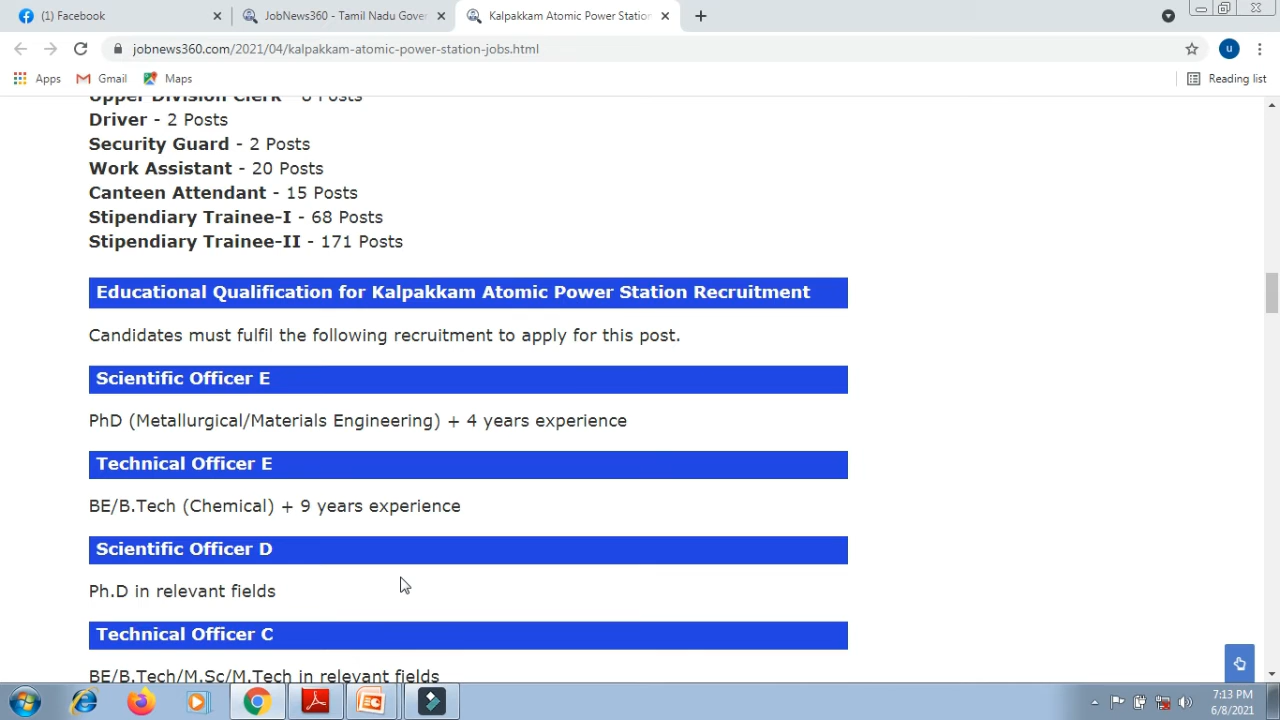 (1) Facebook
JobNews360 - Tamil Nadu Gover
Kalpakkam Atomic Power Station
jobnews360.com/2021/04/kalpakkam-atomic-power-station-jobs.html
u
Apps
Gmail
Maps
Reading list
Upper Division Clerk - Posts
Driver - 2 Posts
Security Guard - 2 Posts
Work Assistant - 20 Posts
Canteen Attendant - 15 Posts
Stipendiary Trainee-I - 68 Posts
Stipendiary Trainee-II - 171 Posts
Educational Qualification for Kalpakkam Atomic Power Station Recruitment
Candidates must fulfil the following recruitment to apply for this post.
Scientific Officer E
PhD (Metallurgical/Materials Engineering) + 4 years experience
Technical Officer E
BE/B.Tech (Chemical) + 9 years experience
Scientific Officer D
Ph.D in relevant fields
Technical Officer C
BE/B.Tech/M.Sc/M.Tech in relevant fields
7:13 PM
6/8/2021